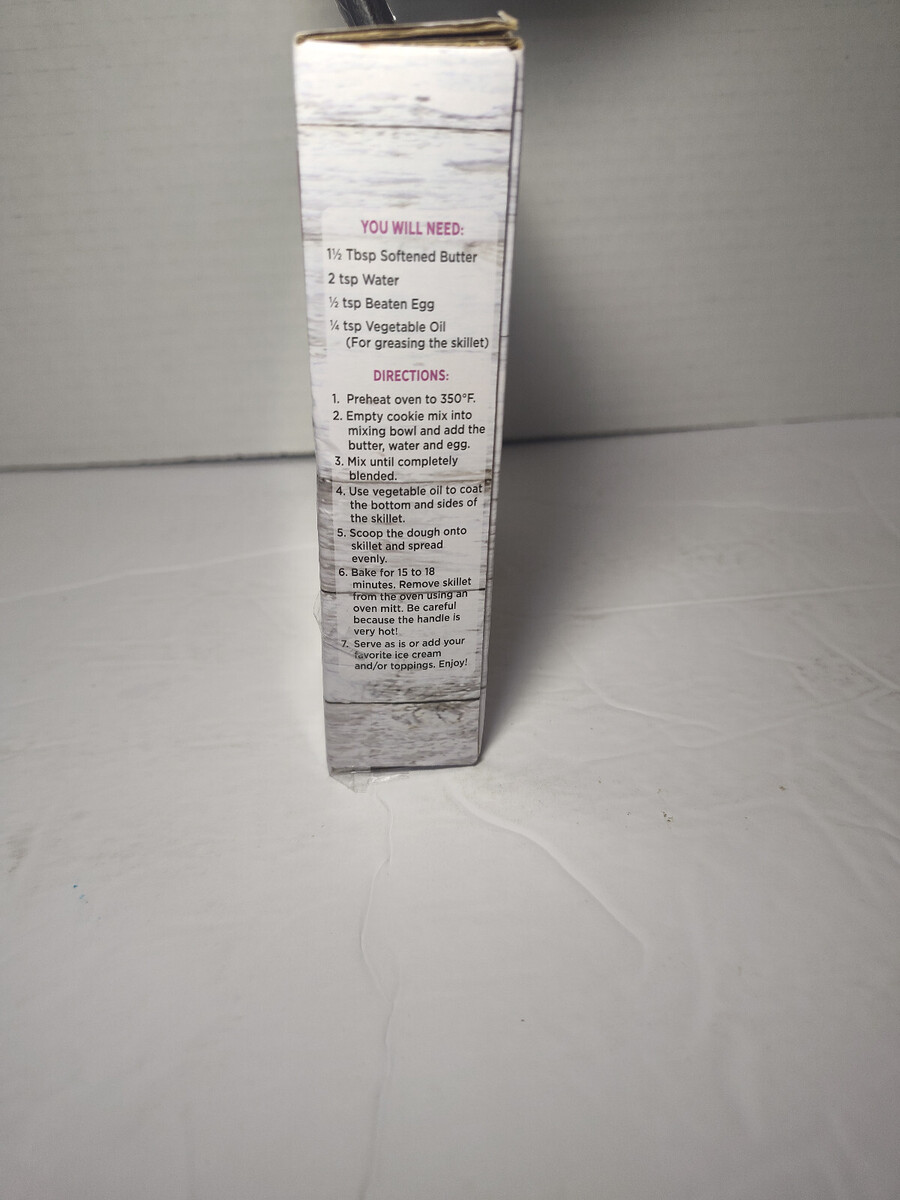 YOU WILL NEED:
1½ Tbsp Softened Butter
2 tsp Water
½ tsp Beaten Egg
¼ tsp Vegetable Oil
(For greasing the skillet)
DIRECTIONS:
1. Preheat oven to 350°F.
2. Empty cookie mix into
mixing bowl and add the
butter, water and egg.
3. Mix until completely
blended.
4. Use vegetable oil to coat
the bottom and sides of
the skillet.
5. Scoop the dough onto
skillet and spread
evenly.
6. Bake for 15 to 18
minutes. Remove skillet
from the oven using an
oven mitt. Be careful
because the handle is
very hot!
7. Serve as is or add your
favorite ice cream
and/or toppings. Enjoy!